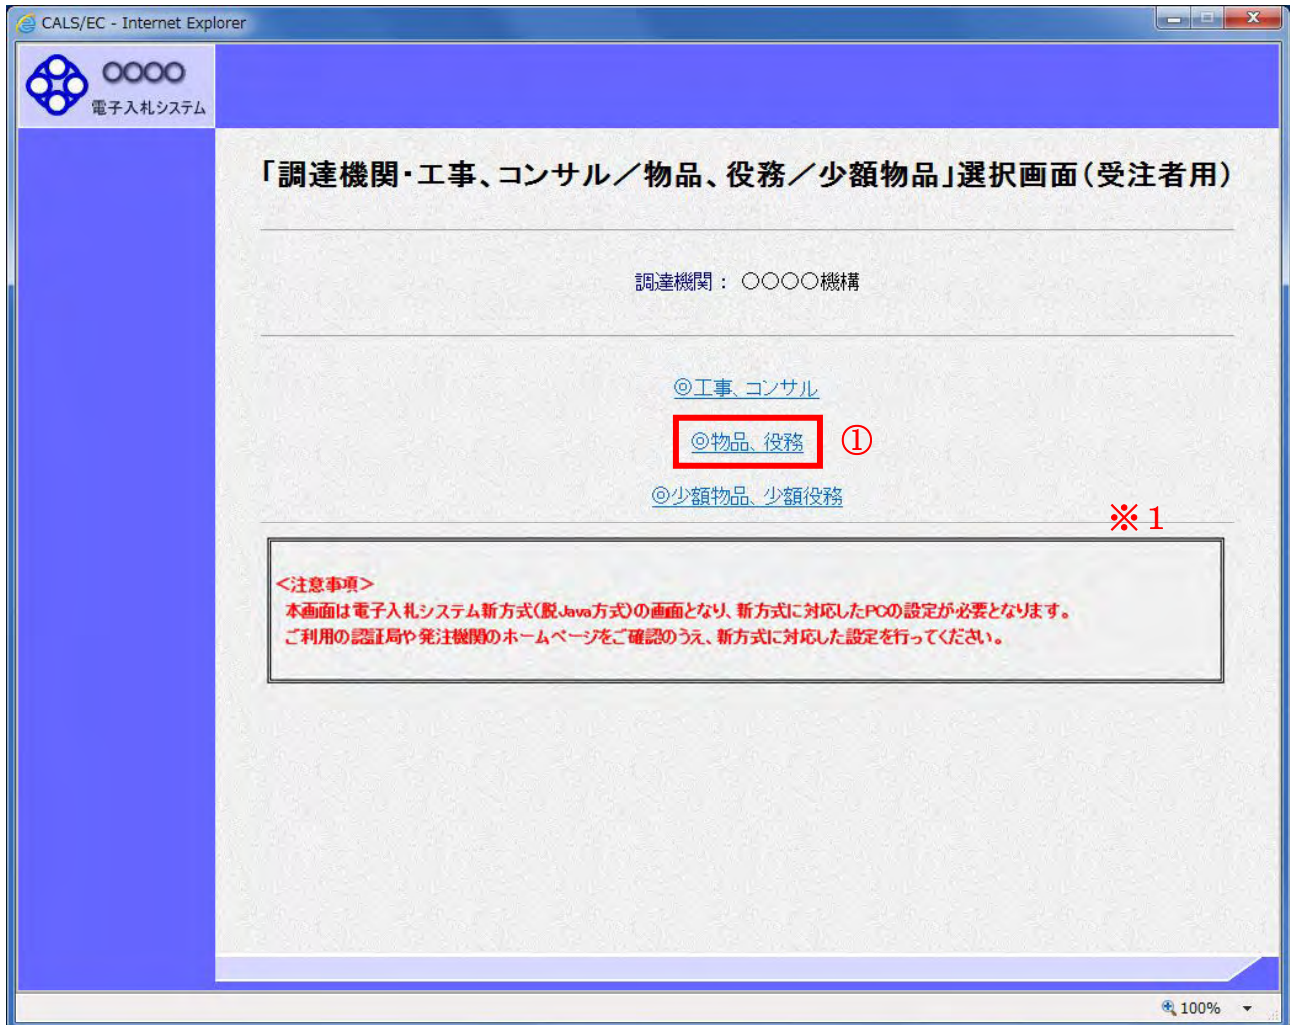 CALS/EC - Internet Explorer
○○○○
電子入札システム
「調達機関・工事、コンサル／物品、役務／少額物品」選択画面（受注者用）
調達機関： ○○○○機構
◎工事、コンサル
◎物品、役務 ①
◎少額物品、少額役務
※１
＜注意事項＞
本画面は電子入札システム新方式(脱Java方式)の画面となり、新方式に対応したPCの設定が必要となります。
ご利用の認証局や発注機関のホームページをご確認のうえ、新方式に対応した設定を行ってください。
100%